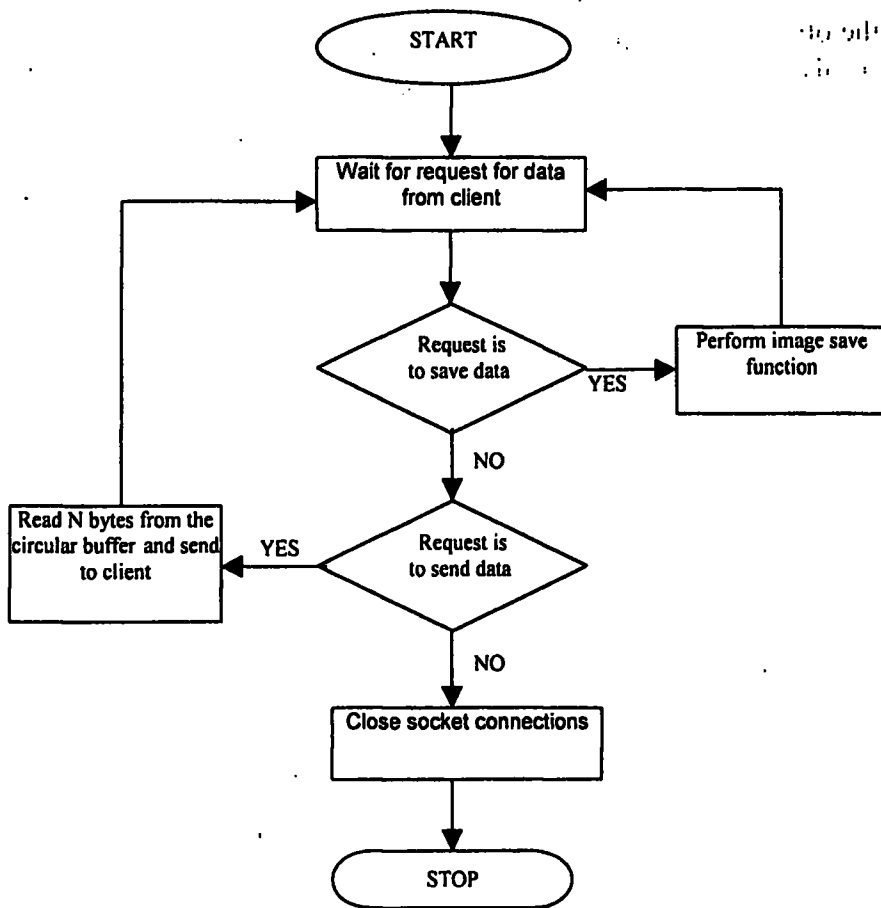 START
Wait for request for data
from client
Request is
to save data
YES
Perform image save
function
NO
Read N bytes from the
circular buffer and send
to client
YES
Request is
to send data
NO
Close socket connections
STOP